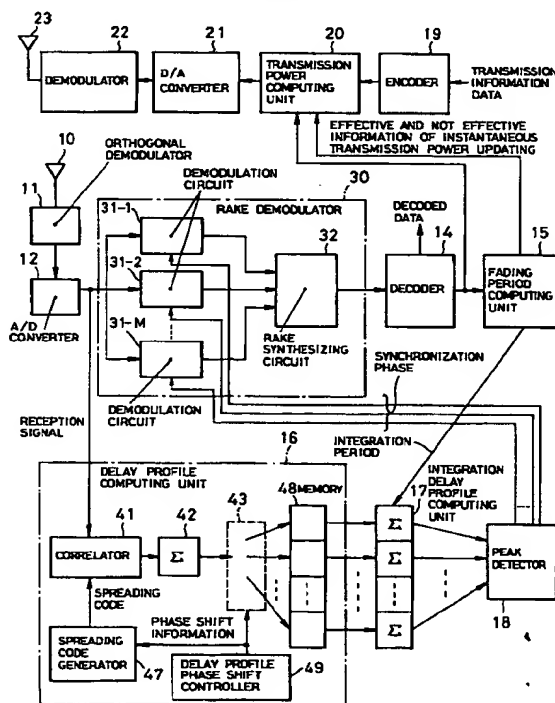 23
22
21
20
19
DEMODULATOR
D/A
CONVERTER
TRANSMISSION
POWER
COMPUTING
UNIT
ENCODER
TRANSMISSION
INFORMATION
DATA
EFFECTIVE AND NOT EFFECTIVE
INFORMATION OF INSTANTANEOUS
TRANSMISSION POWER UPDATING
10
ORTHOGONAL
DEMODULATOR
11
DEMODULATION
CIRCUIT
30
RAKE DEMODULATOR
31-1
31-2
31-M
32
DECODED
DATA
14
15
12
A/D
CONVERTER
DECODER
FADING
PERIOD
COMPUTING
UNIT
RAKE
SYNTHESIZING
CIRCUIT
DEMODULATION
CIRCUIT
SYNCHRONIZATION
PHASE
RECEPTION
SIGNAL
INTEGRATION
PERIOD
16
DELAY PROFILE
COMPUTING UNIT
INTEGRATION DELAY
PROFILE COMPUTING
UNIT
41
42
43
48 MEMORY
17
CORRELATOR
Σ
Σ
Σ
Σ
PEAK
DETECTOR
18
SPREADING
CODE
PHASE SHIFT
INFORMATION
SPREADING
CODE
GENERATOR
47
DELAY PROFILE
PHASE SHIFT
CONTROLLER
49